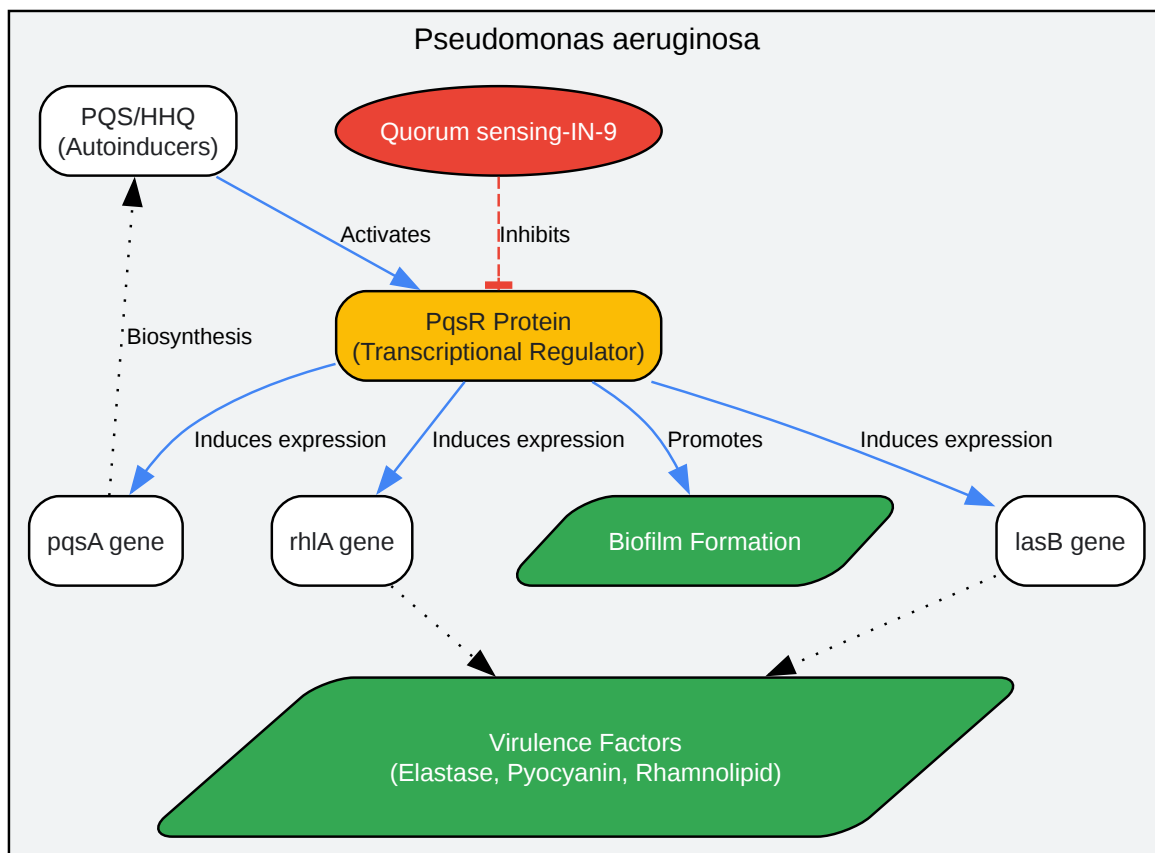 Pseudomonas aeruginosa
PQS/HHQ
(Autoinducers)
Quorum sensing-IN-9
Activates
Inhibits
PqsR Protein
(Transcriptional Regulator)
Biosynthesis
Induces expression
Induces expression
Promotes
Induces expression
pqsA gene
rhlA gene
Biofilm Formation
lasB gene
Virulence Factors
(Elastase, Pyocyanin, Rhamnolipid)